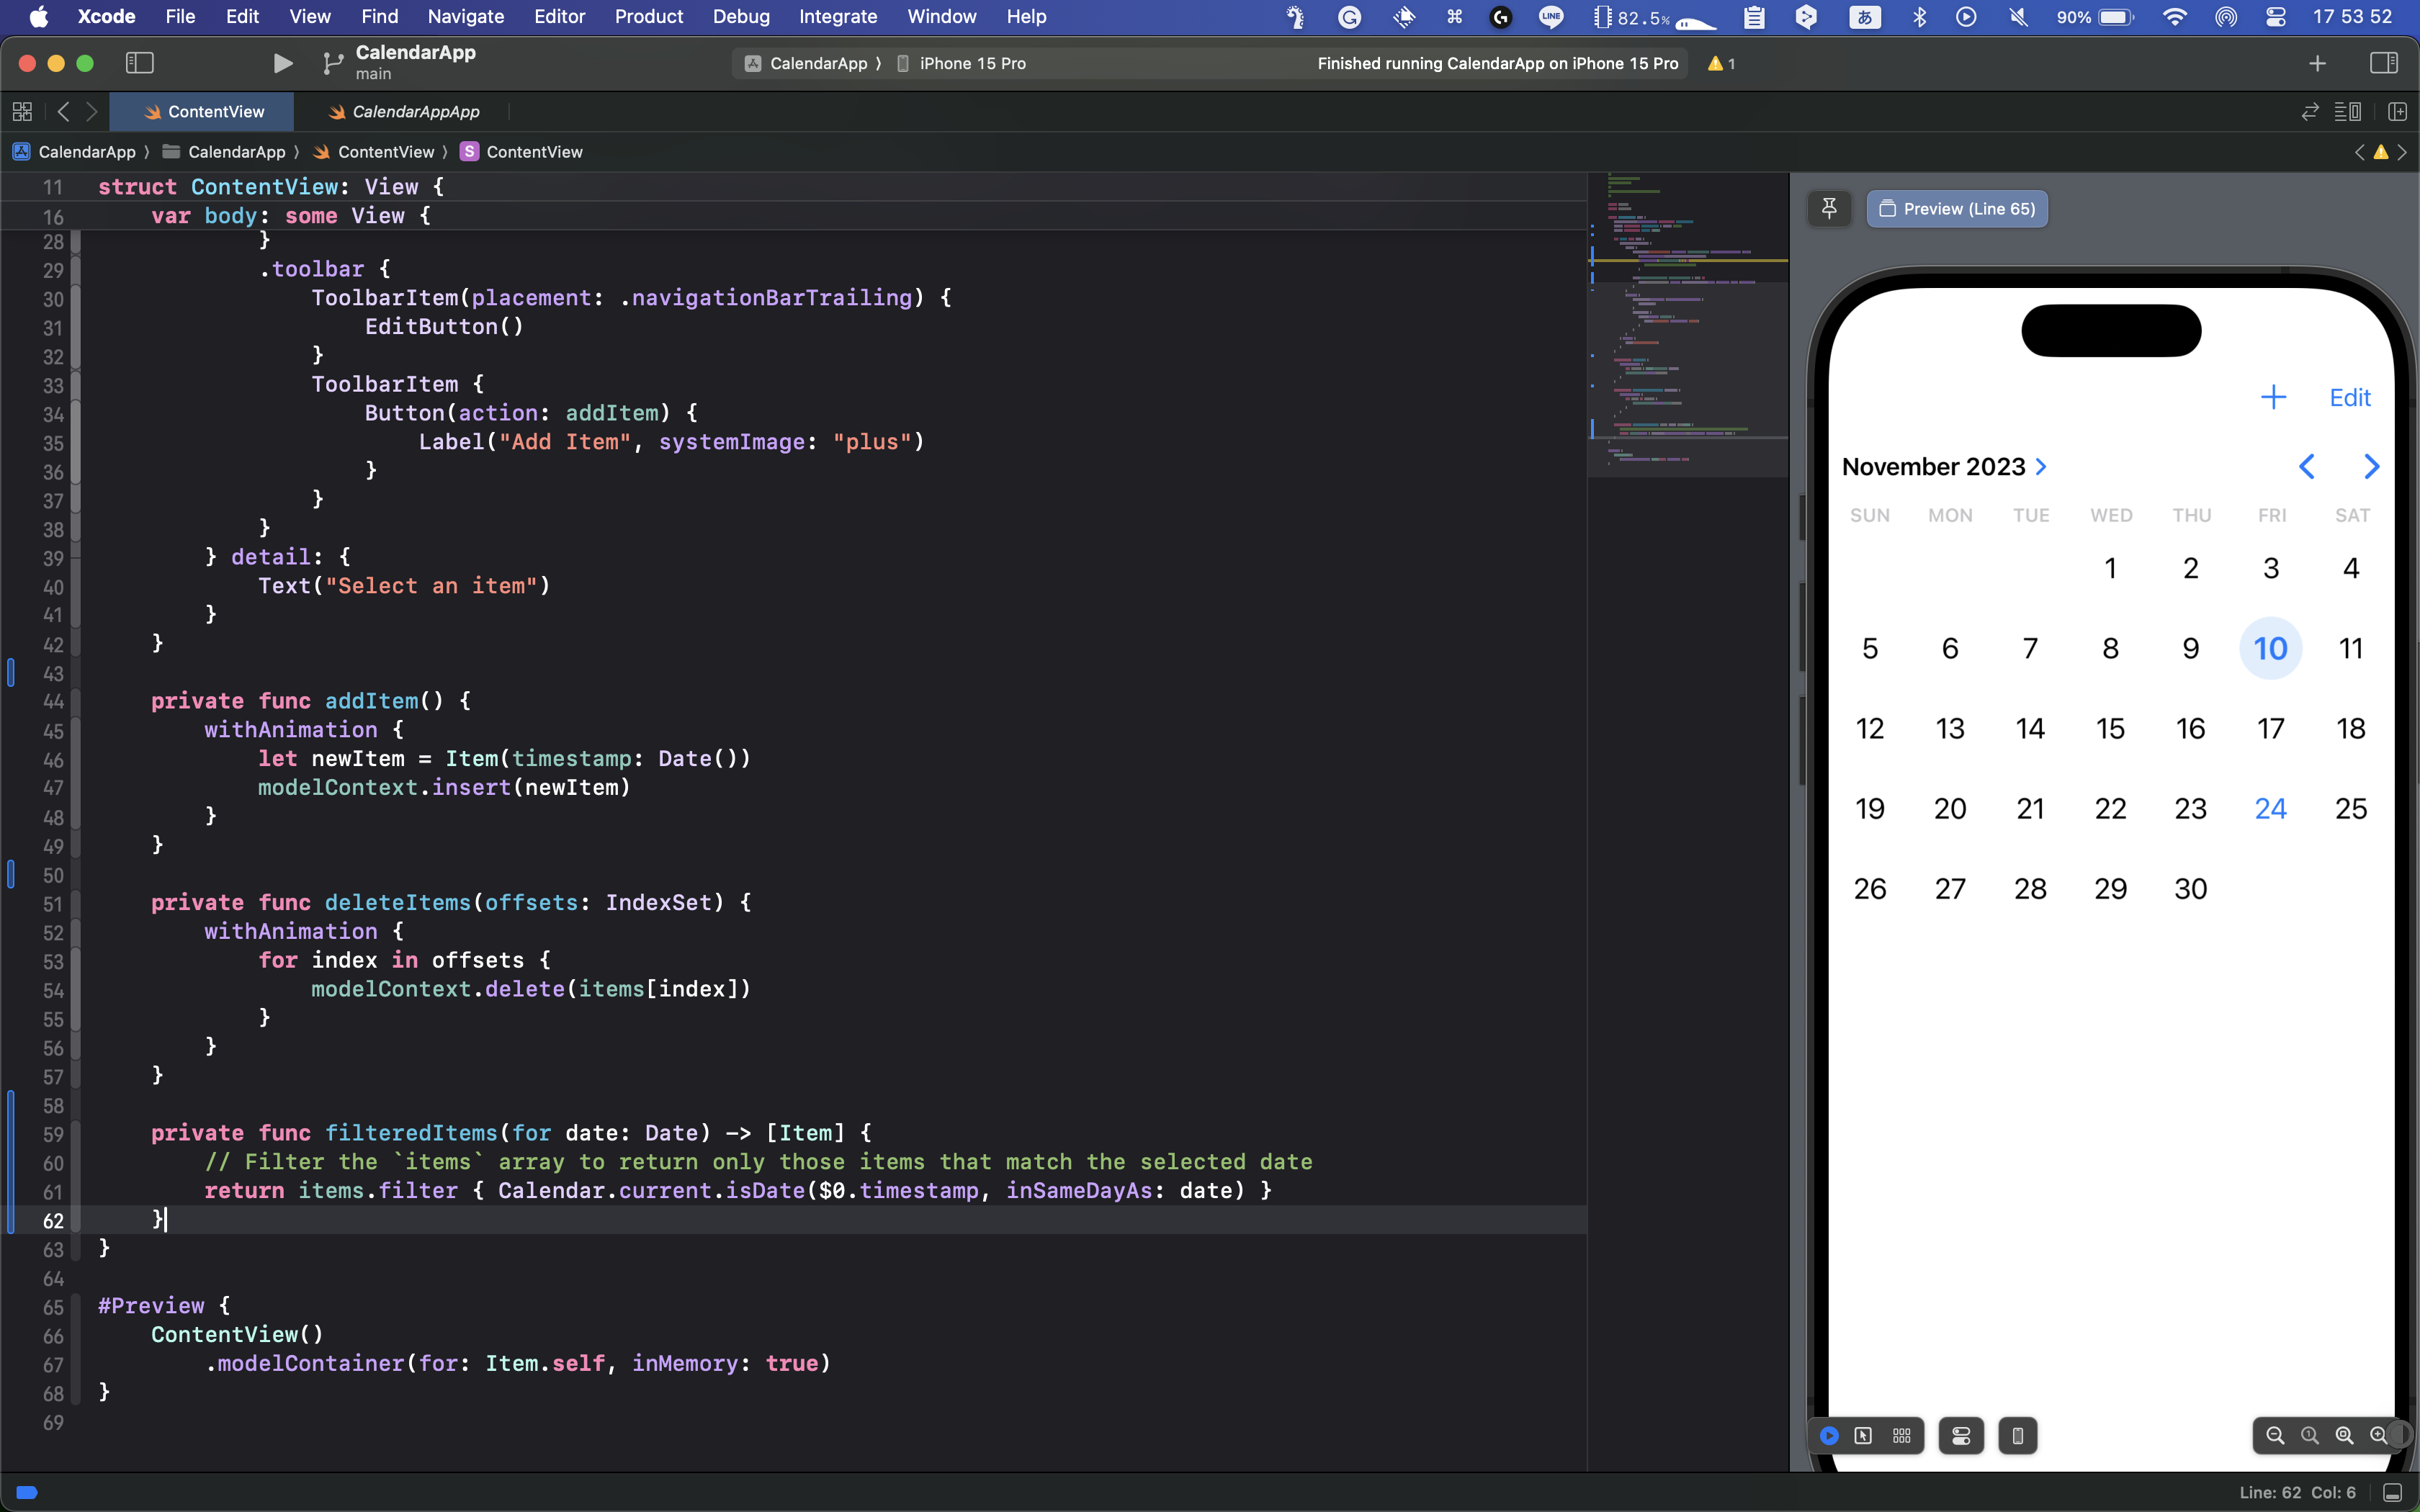 Xcode File Edit View Find Navigate Editor Product Debug Integrate Window Help LINE 82.5% あ 90% 17 53 52
CalendarApp
main
CalendarApp 〉 iPhone 15 Pro Finished running CalendarApp on iPhone 15 Pro 1
ContentView CalendarAppApp
CalendarApp 〉 CalendarApp 〉 ContentView 〉 S ContentView
11 struct ContentView: View {
16 var body: some View {
28 }
29 .toolbar {
30 ToolbarItem(placement: .navigationBarTrailing) {
31 EditButton()
32 }
33 ToolbarItem {
34 Button(action: addItem) {
35 Label("Add Item", systemImage: "plus")
36 }
37 }
38 }
39 } detail: {
40 Text("Select an item")
41 }
42 }
43
44 private func addItem() {
45 withAnimation {
46 let newItem = Item(timestamp: Date())
47 modelContext.insert(newItem)
48 }
49 }
50
51 private func deleteItems(offsets: IndexSet) {
52 withAnimation {
53 for index in offsets {
54 modelContext.delete(items[index])
55 }
56 }
57 }
58
59 private func filteredItems(for date: Date) -> [Item] {
60 // Filter the `items` array to return only those items that match the selected date
61 return items.filter { Calendar.current.isDate($0.timestamp, inSameDayAs: date) }
62 }
63 }
64
65 #Preview {
66 ContentView()
67 .modelContainer(for: Item.self, inMemory: true)
68 }
69
Preview (Line 65)
Edit
November 2023
SUN MON TUE WED THU FRI SAT
1 2 3 4
5 6 7 8 9 10 11
12 13 14 15 16 17 18
19 20 21 22 23 24 25
26 27 28 29 30
Line: 62 Col: 6